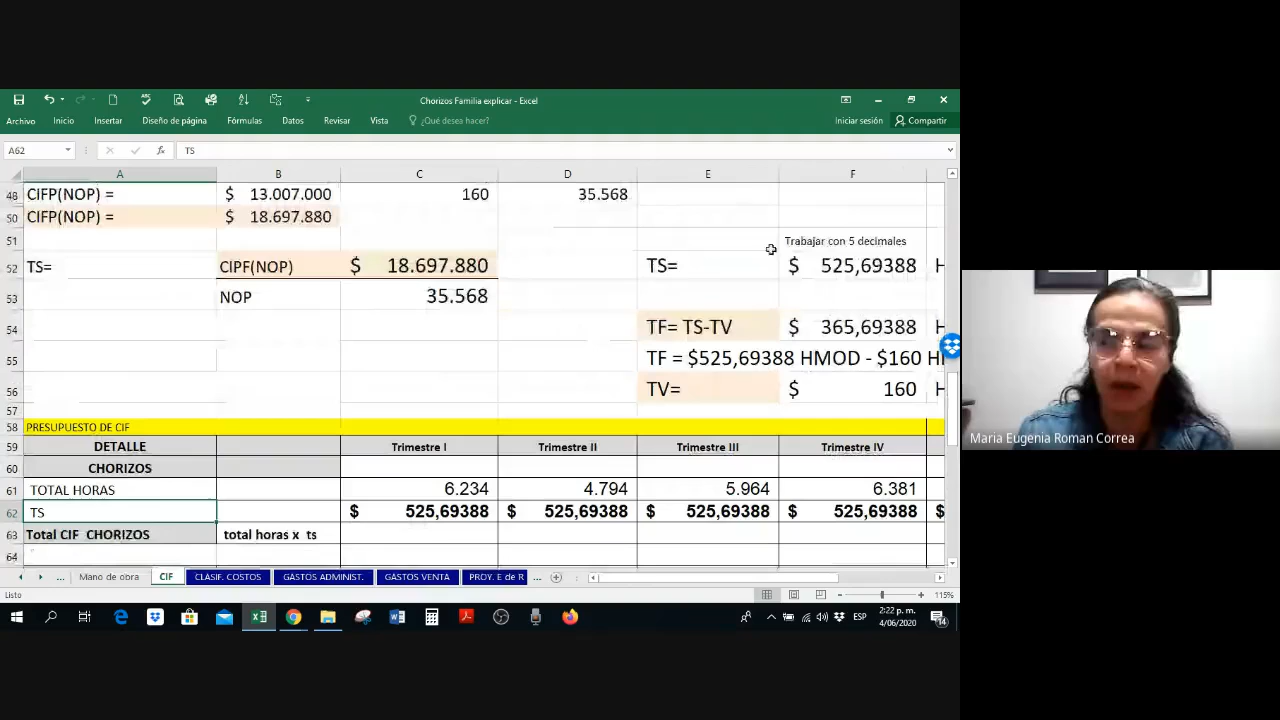 Chorizos Familia explicar - Excel
Archivo Inicio Insertar Diseño de página Fórmulas Datos Revisar Vista ¿Qué desea hacer? Iniciar sesión Compartir
A62 fx TS
A B C D E F
48 CIFP(NOP) = $ 13.007.000 160 35.568
50 CIFP(NOP) = $ 18.697.880
51 Trabajar con 5 decimales
52 TS= CIPF(NOP) $ 18.697.880 TS= $ 525,69388 H
53 NOP 35.568
54 TF= TS-TV $ 365,69388 H
55 TF = $525,69388 HMOD - $160 H
56 TV= $ 160 H
57
58 PRESUPUESTO DE CIF
59 DETALLE Trimestre I Trimestre II Trimestre III Trimestre IV
60 CHORIZOS
61 TOTAL HORAS 6.234 4.794 5.964 6.381
62 TS $ 525,69388 $ 525,69388 $ 525,69388 $ 525,69388 $
63 Total CIF CHORIZOS total horas x ts
64
... Mano de obra CIF CLASIF. COSTOS GASTOS ADMINIST. GASTOS VENTA PROY. E de R ...
Listo 115%
ESP 2:22 p. m.
4/06/2020 14
Maria Eugenia Roman Correa